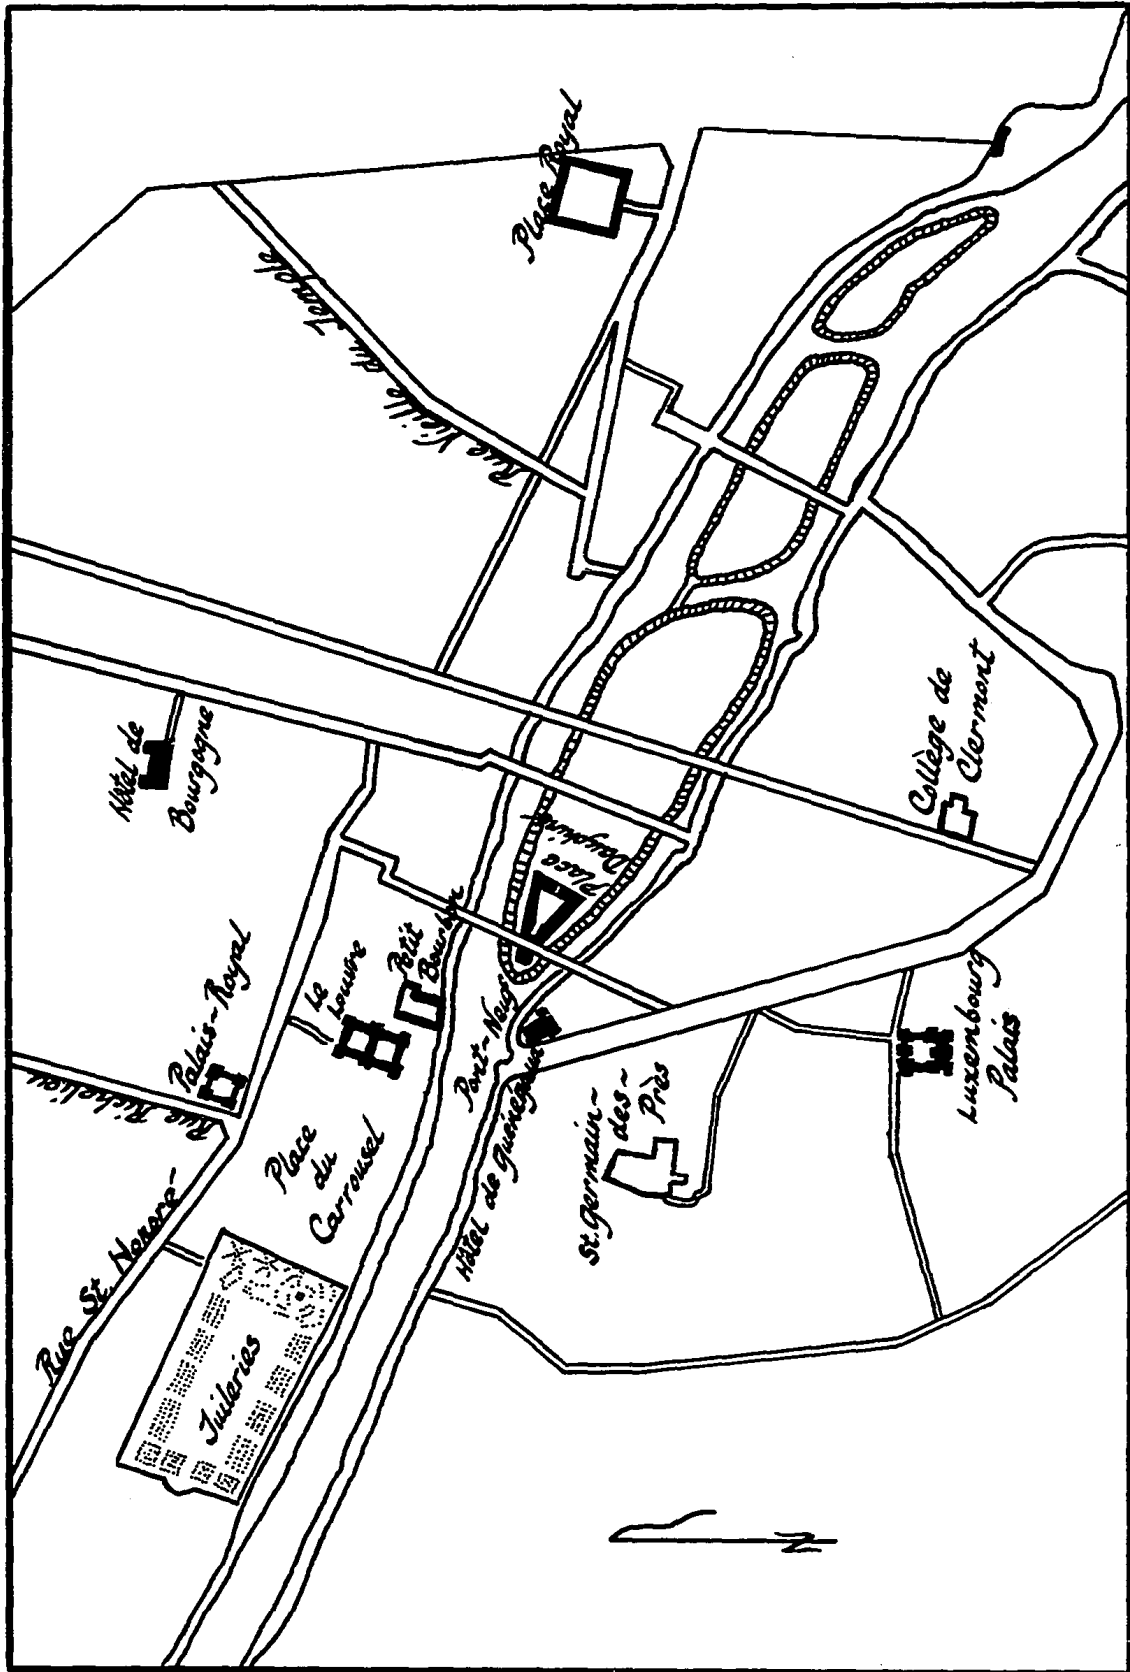 Place Royal
Rue Vieille du Temple
Hôtel de
Bourgogne
Collège de
Clermont
Place
Dauphine
Le
Louvre
Petit
Bourbon
Palais-Royal
Rue Richelieu
Pont-Neuf
Luxembourg
Palais
Hôtel de Guénégaud
St. Germain-
des-
Près
Place
du
Carrousel
Rue St. Honoré
Tuileries
N